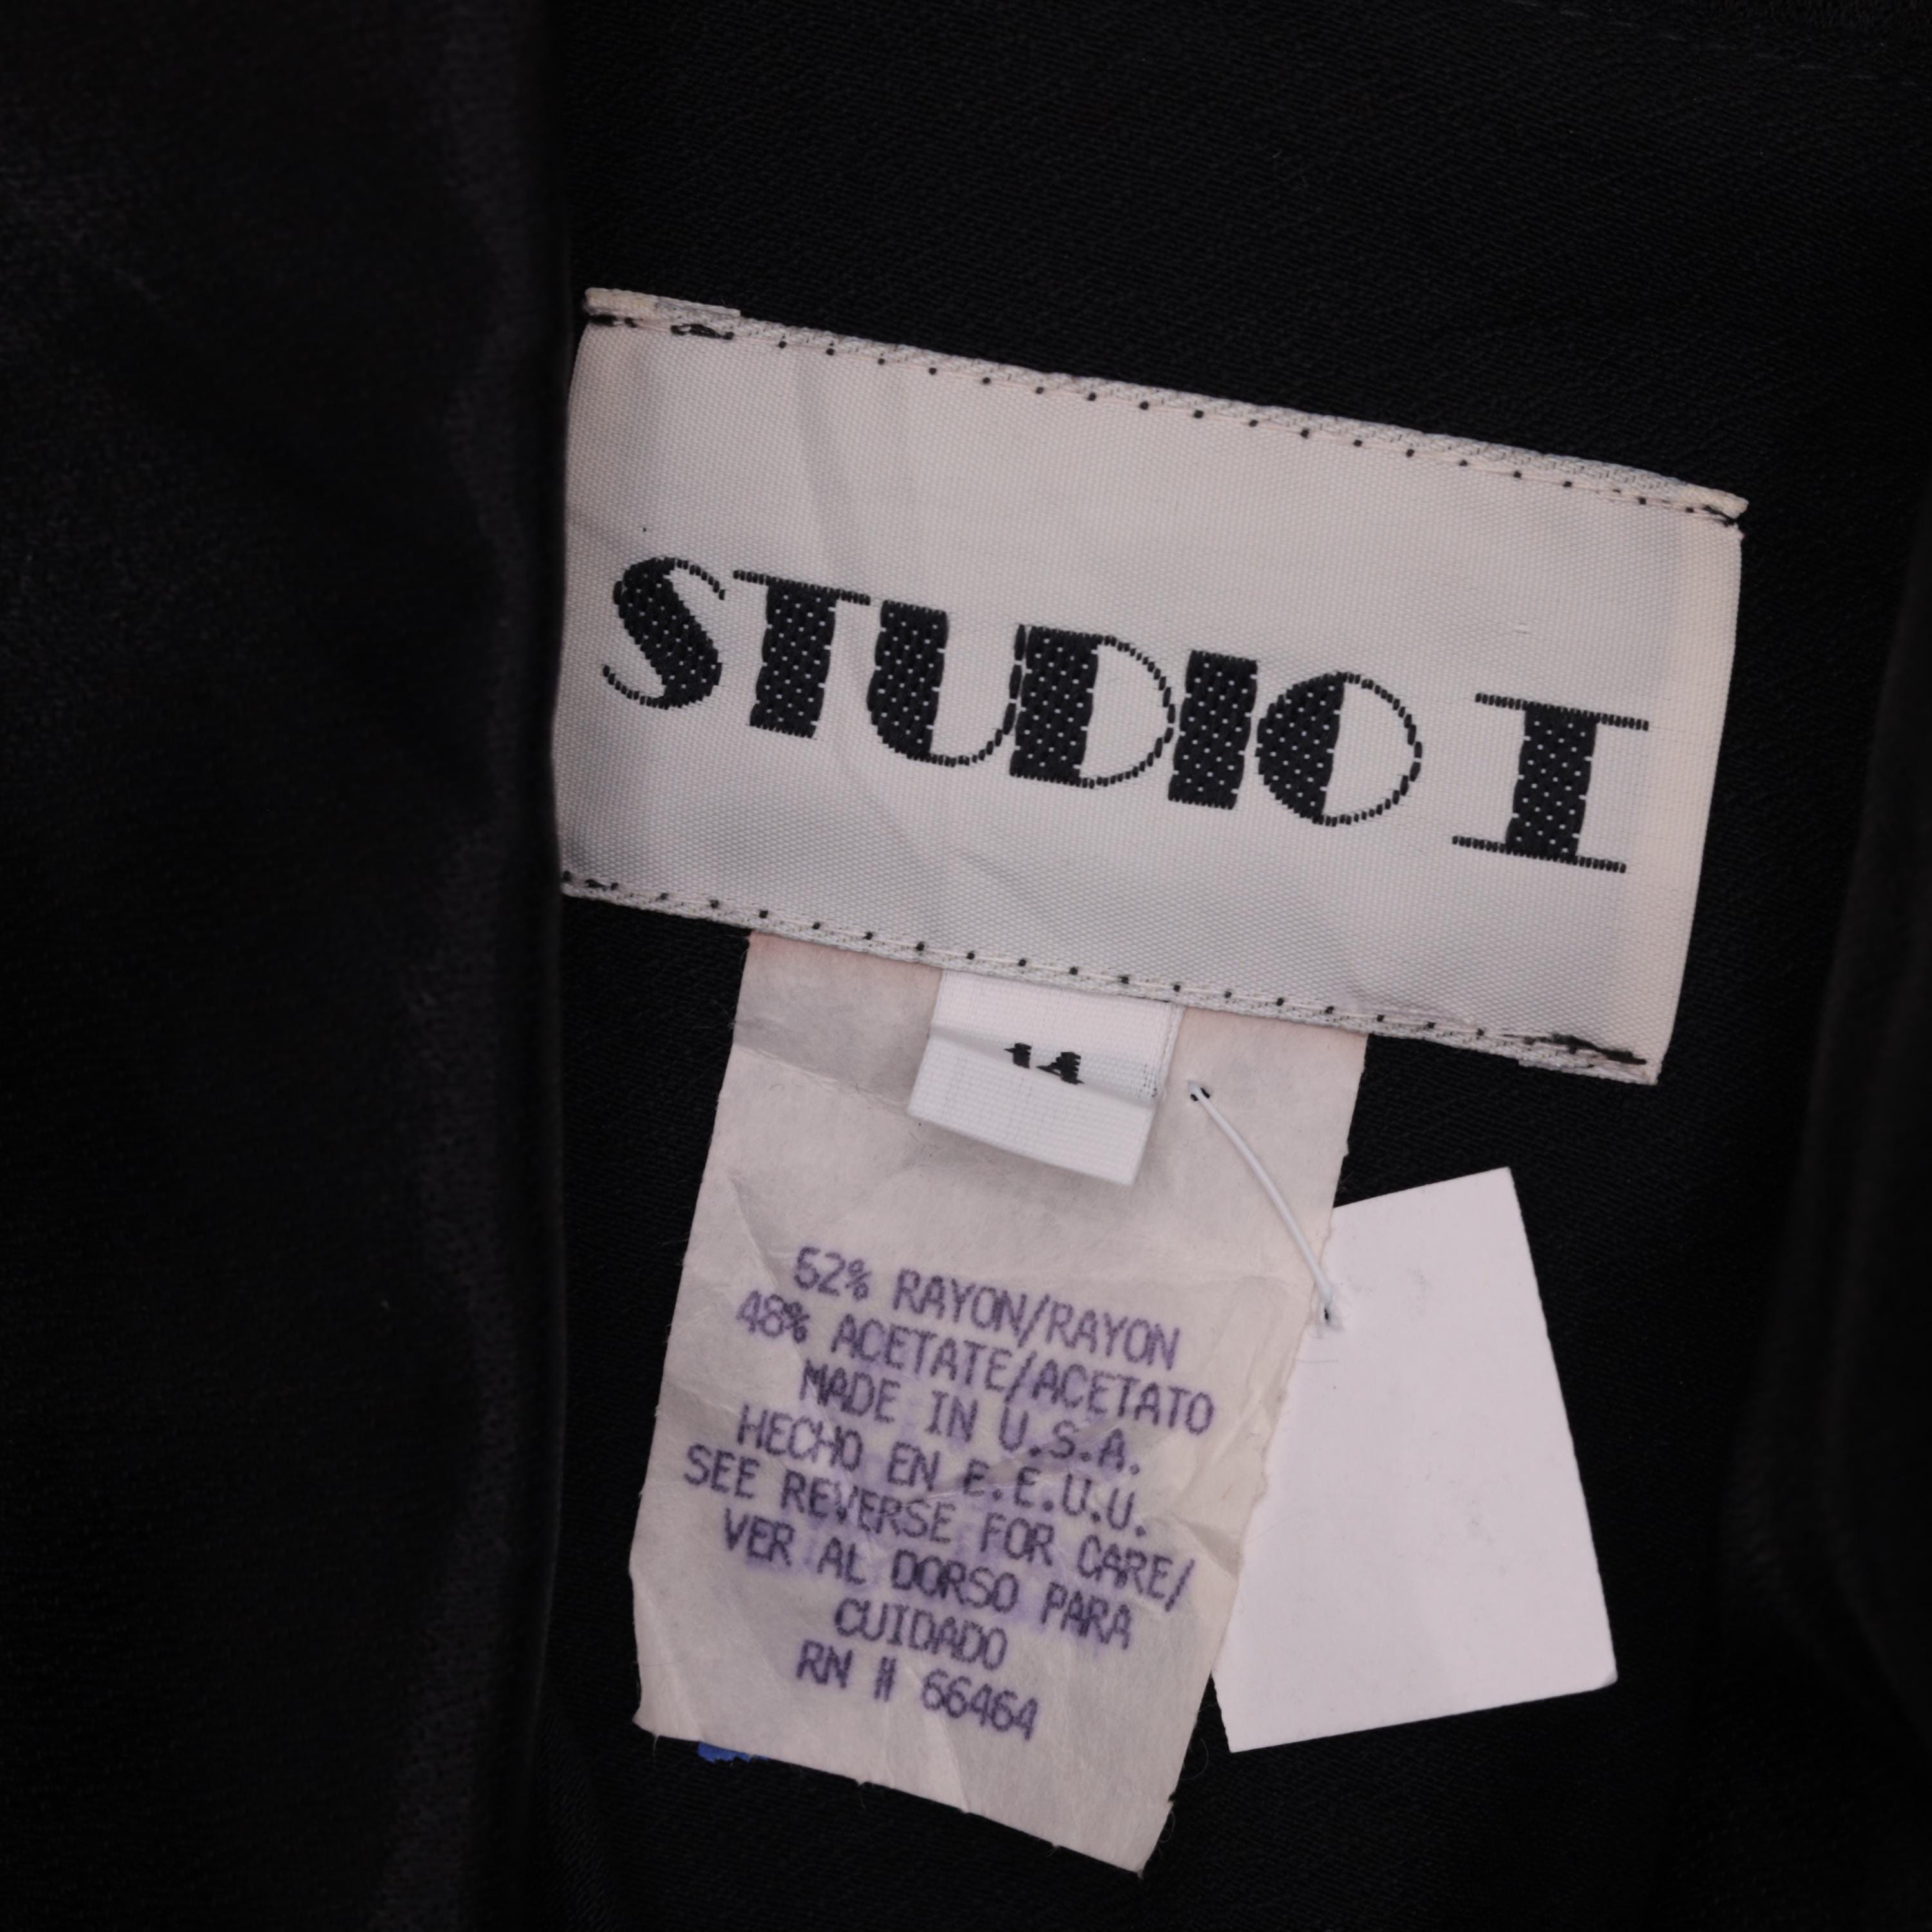 STUDIO I
14
52% RAYON/RAYON
48% ACETATE/ACETATO
MADE IN U.S.A.
HECHO EN E.E.U.U.
SEE REVERSE FOR CARE/
VER AL DORSO PARA
CUIDADO
RN # 66464